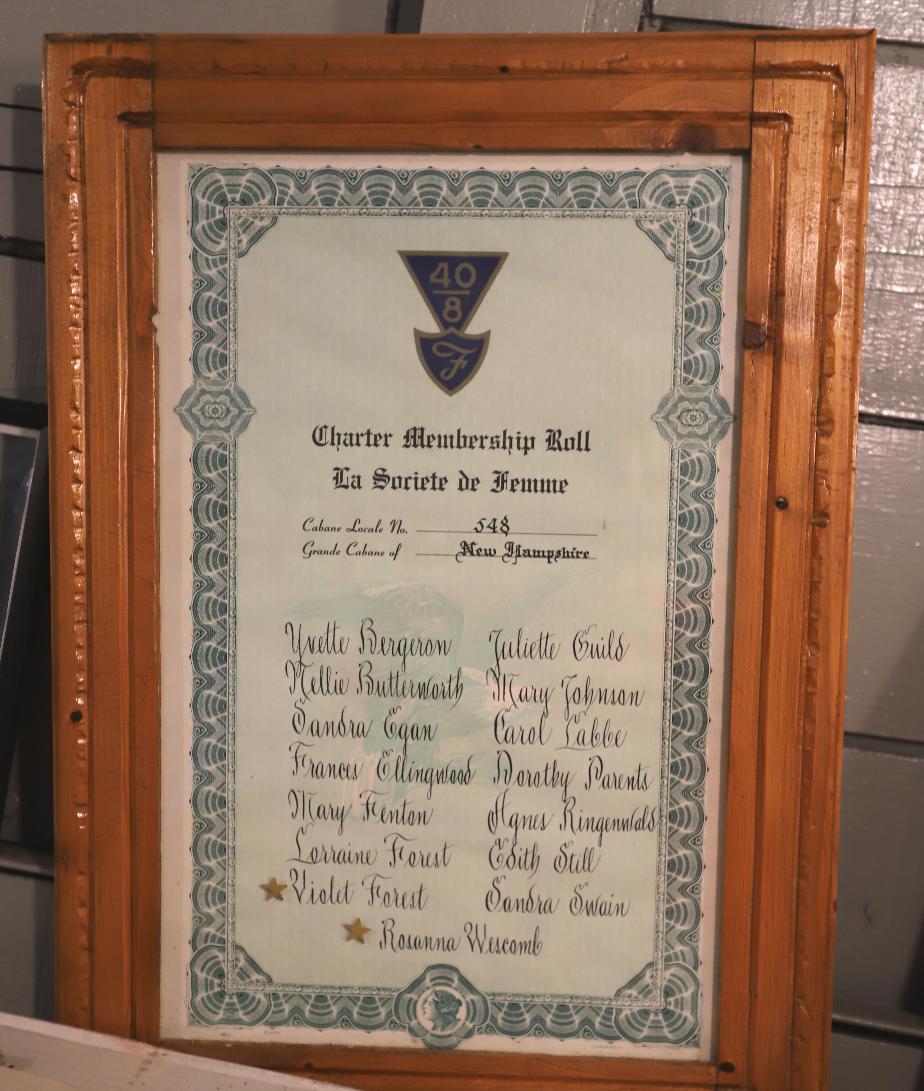 40
8
F
Charter Membership Roll
La Societe de Femme
Cabane Locale No. 548
Grande Cabane of New Hampshire
Yvette Bergeron Juliette Guild
Nellie Butterworth Mary Johnson
Sandra Egan Carol Labbe
Frances Ellingwood Dorothy Parents
Mary Fenton Agnes Ringenwald
Lorraine Forest Edith Still
Violet Forest Sandra Swain
Rosanna Wescomb